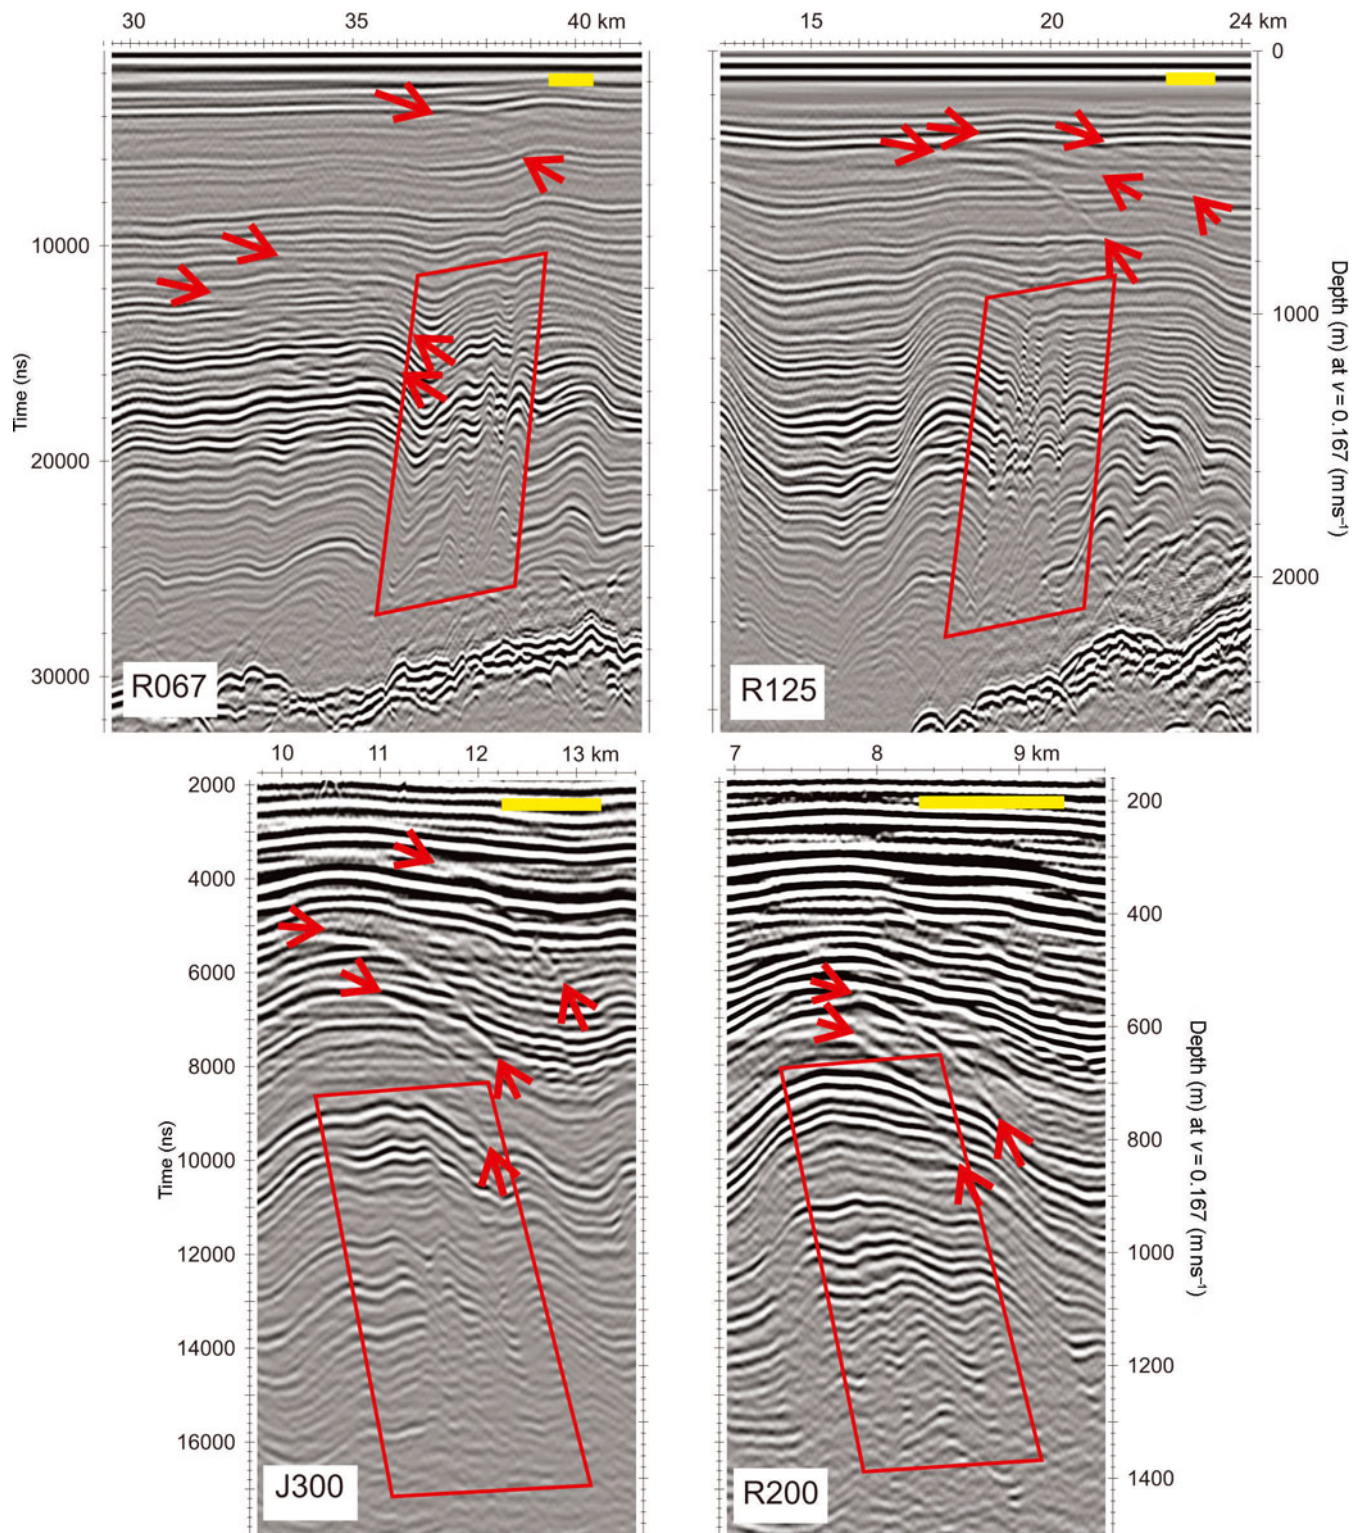 30 35 40 km
15 20 24 km
0
10000
1000
Time (ns)
Depth (m) at v = 0.167 (m ns⁻¹)
20000
2000
30000
R067
R125
10 11 12 13 km
7 8 9 km
2000
200
4000
400
6000
600
8000
Time (ns)
Depth (m) at v = 0.167 (m ns⁻¹)
800
10000
12000
1000
14000
1200
16000
1400
J300
R200